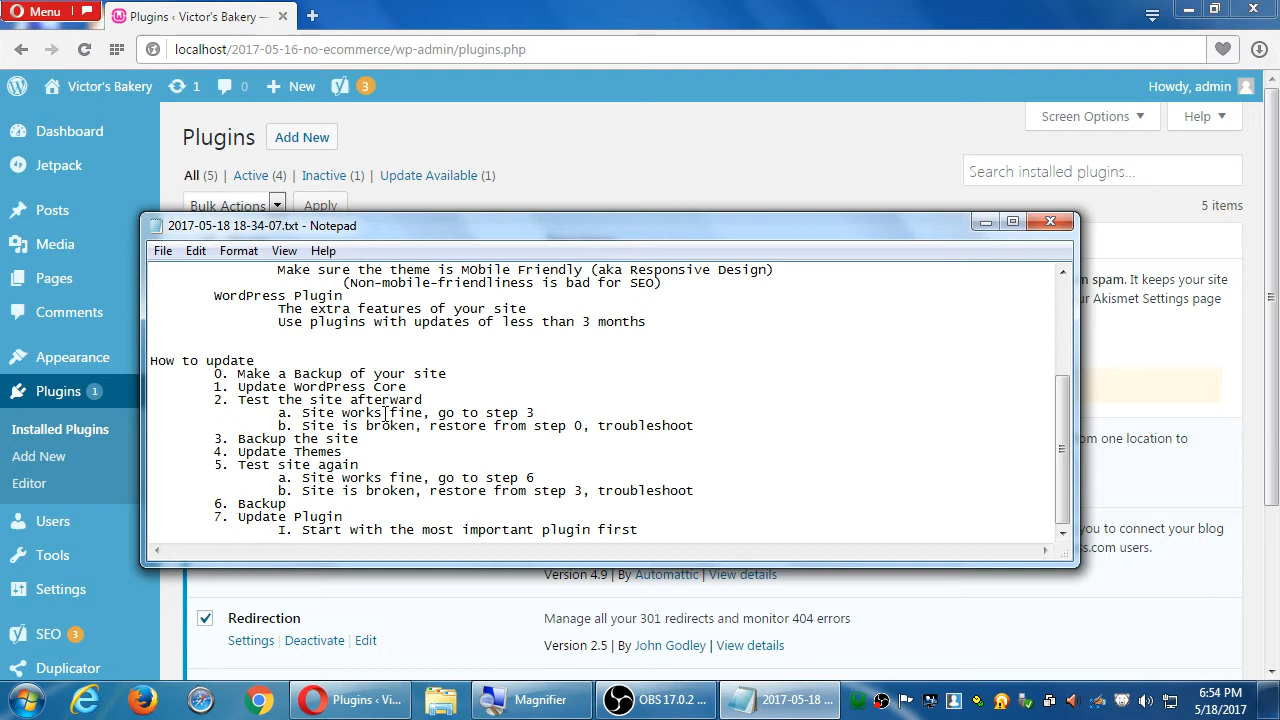 Menu
Plugins ‹ Victor's Bakery —
localhost/2017-05-16-no-ecommerce/wp-admin/plugins.php
Victor's Bakery 1 0 New 3 Howdy, admin
Screen Options Help
Plugins Add New
All (5) Active (4) Inactive (1) Update Available (1)
Search installed plugins...
Bulk Actions Apply 5 items
Dashboard
Jetpack
Posts
Media
Pages
Comments
Appearance
Plugins 1
Installed Plugins
Add New
Editor
Users
Tools
Settings
SEO 3
Duplicator
2017-05-18 18-34-07.txt - Notepad
File Edit Format View Help
Make sure the theme is MObile Friendly (aka Responsive Design)
(Non-mobile-friendliness is bad for SEO)
WordPress Plugin
The extra features of your site
Use plugins with updates of less than 3 months
How to update
0. Make a Backup of your site
1. Update WordPress Core
2. Test the site afterward
a. Site works fine, go to step 3
b. Site is broken, restore from step 0, troubleshoot
3. Backup the site
4. Update Themes
5. Test site again
a. Site works fine, go to step 6
b. Site is broken, restore from step 3, troubleshoot
6. Backup
7. Update Plugin
I. Start with the most important plugin first
m spam. It keeps your site
ur Akismet Settings page
om one location to
you to connect your blog
ss.com users.
Version 4.9 | By Automattic | View details
Redirection Manage all your 301 redirects and monitor 404 errors
Settings | Deactivate | Edit
Version 2.5 | By John Godley | View details
Plugins ‹ Vi... Magnifier OBS 17.0.2 ... 2017-05-18 ...
6:54 PM
5/18/2017